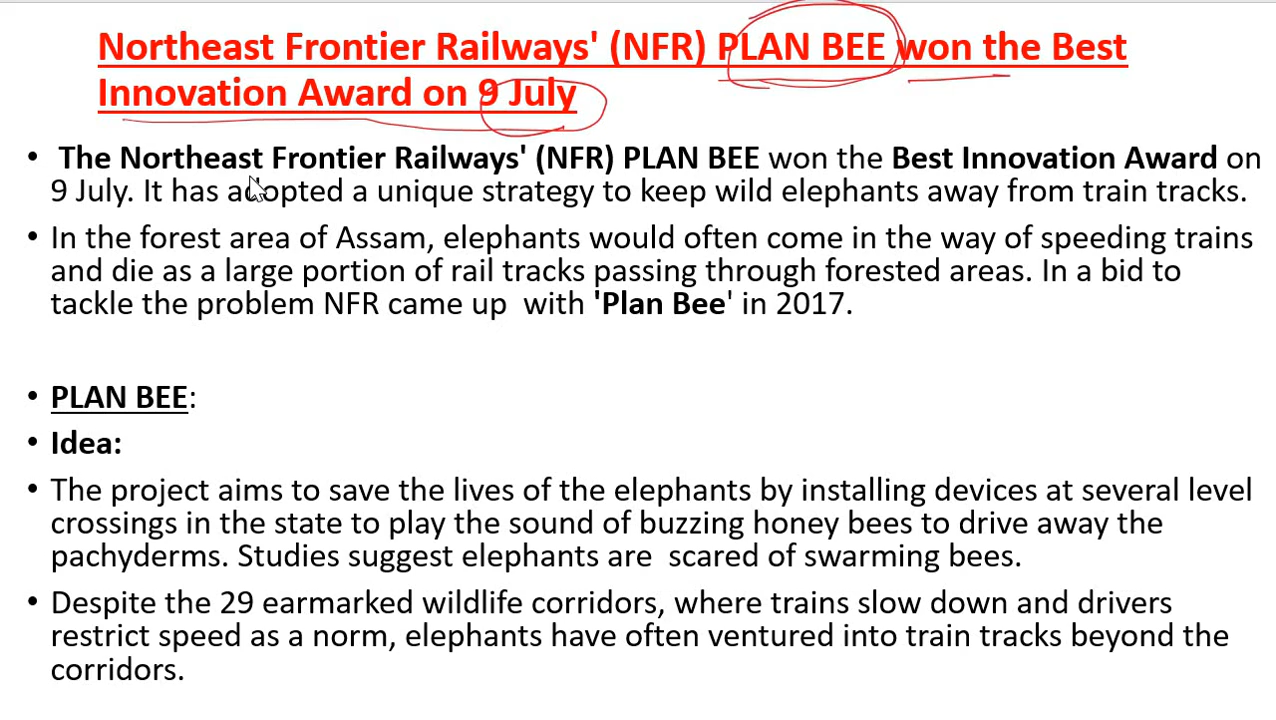 Northeast Frontier Railways' (NFR) PLAN BEE won the Best
Innovation Award on 9 July
• The Northeast Frontier Railways' (NFR) PLAN BEE won the Best Innovation Award on
9 July. It has adopted a unique strategy to keep wild elephants away from train tracks.
• In the forest area of Assam, elephants would often come in the way of speeding trains
and die as a large portion of rail tracks passing through forested areas. In a bid to
tackle the problem NFR came up with 'Plan Bee' in 2017.
• PLAN BEE:
• Idea:
• The project aims to save the lives of the elephants by installing devices at several level
crossings in the state to play the sound of buzzing honey bees to drive away the
pachyderms. Studies suggest elephants are scared of swarming bees.
• Despite the 29 earmarked wildlife corridors, where trains slow down and drivers
restrict speed as a norm, elephants have often ventured into train tracks beyond the
corridors.